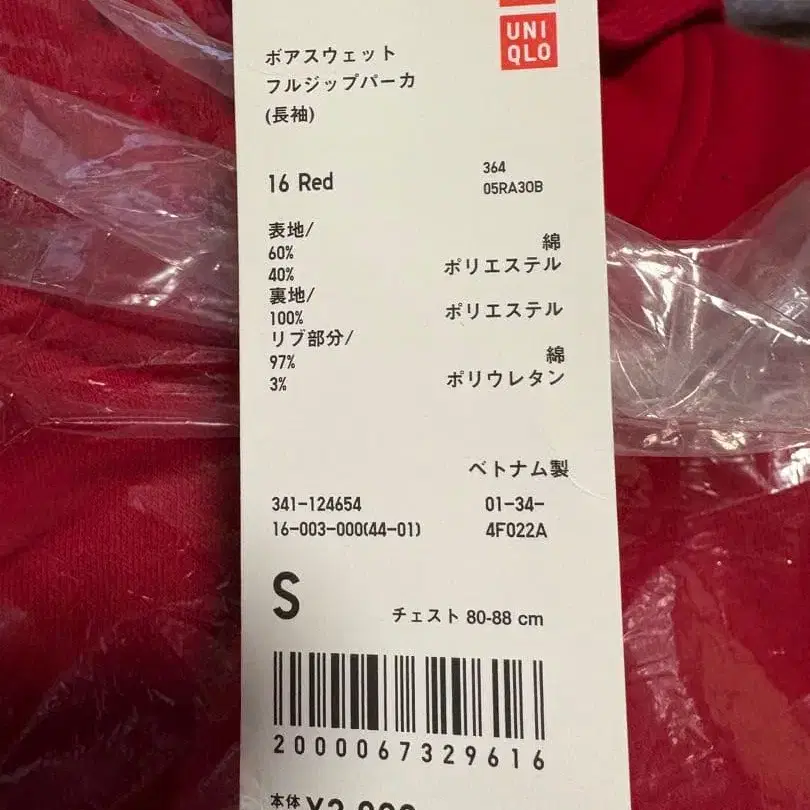 UNI
QLO
ボアスウェット
フルジップパーカ
(長袖)
16 Red
364
05RA30B
表地/
60% 綿
40% ポリエステル
裏地/
100% ポリエステル
リブ部分/
97% 綿
3% ポリウレタン
ベトナム製
341-124654 01-34-
16-003-000(44-01) 4F022A
S チェスト 80-88 cm
2000067329616
本体